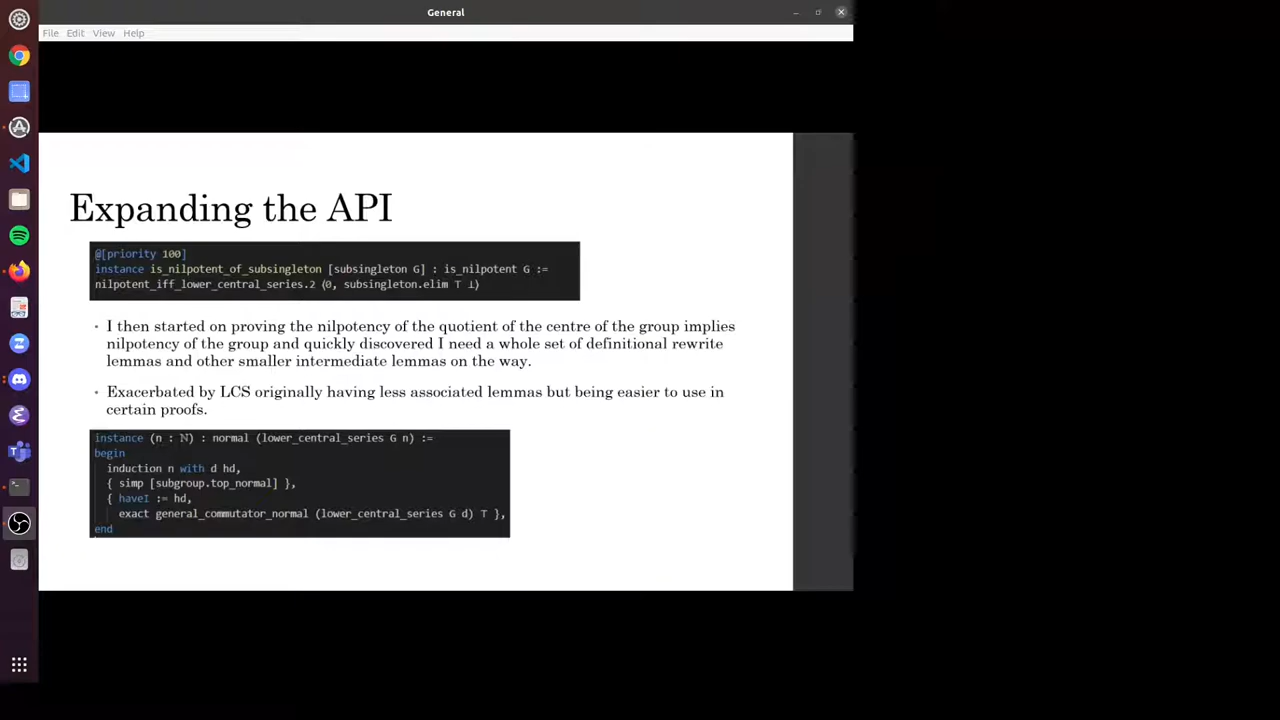 General
File Edit View Help
Expanding the API
@[priority 100]
instance is_nilpotent_of_subsingleton [subsingleton G] : is_nilpotent G :=
nilpotent_iff_lower_central_series.2 ⟨0, subsingleton.elim ⊤ ⊥⟩
• I then started on proving the nilpotency of the quotient of the centre of the group implies
nilpotency of the group and quickly discovered I need a whole set of definitional rewrite
lemmas and other smaller intermediate lemmas on the way.
• Exacerbated by LCS originally having less associated lemmas but being easier to use in
certain proofs.
instance (n : ℕ) : normal (lower_central_series G n) :=
begin
induction n with d hd,
{ simp [subgroup.top_normal] },
{ haveI := hd,
exact general_commutator_normal (lower_central_series G d) ⊤ },
end